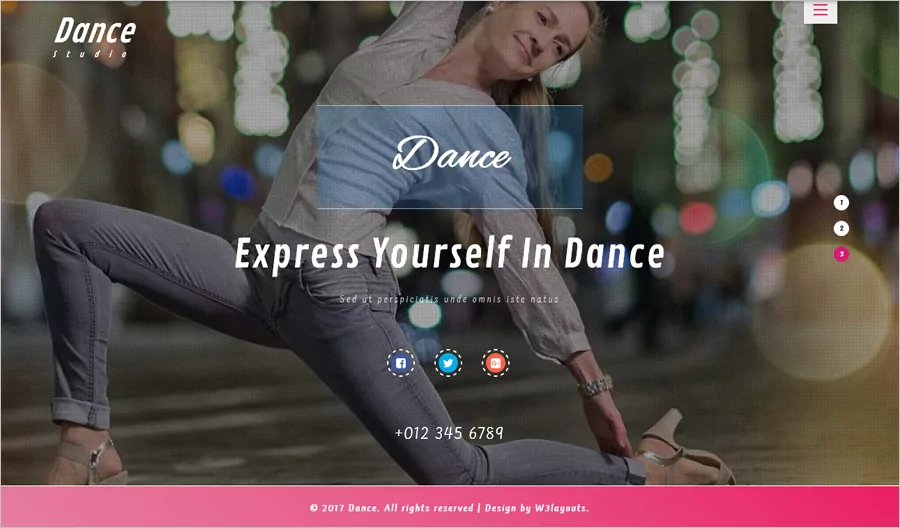 Dance
Studio
Dance
1
2
3
Express Yourself In Dance
Sed ut perspiciatis unde omnis iste natus
+012 345 6789
© 2017 Dance. All rights reserved | Design by W3layouts.